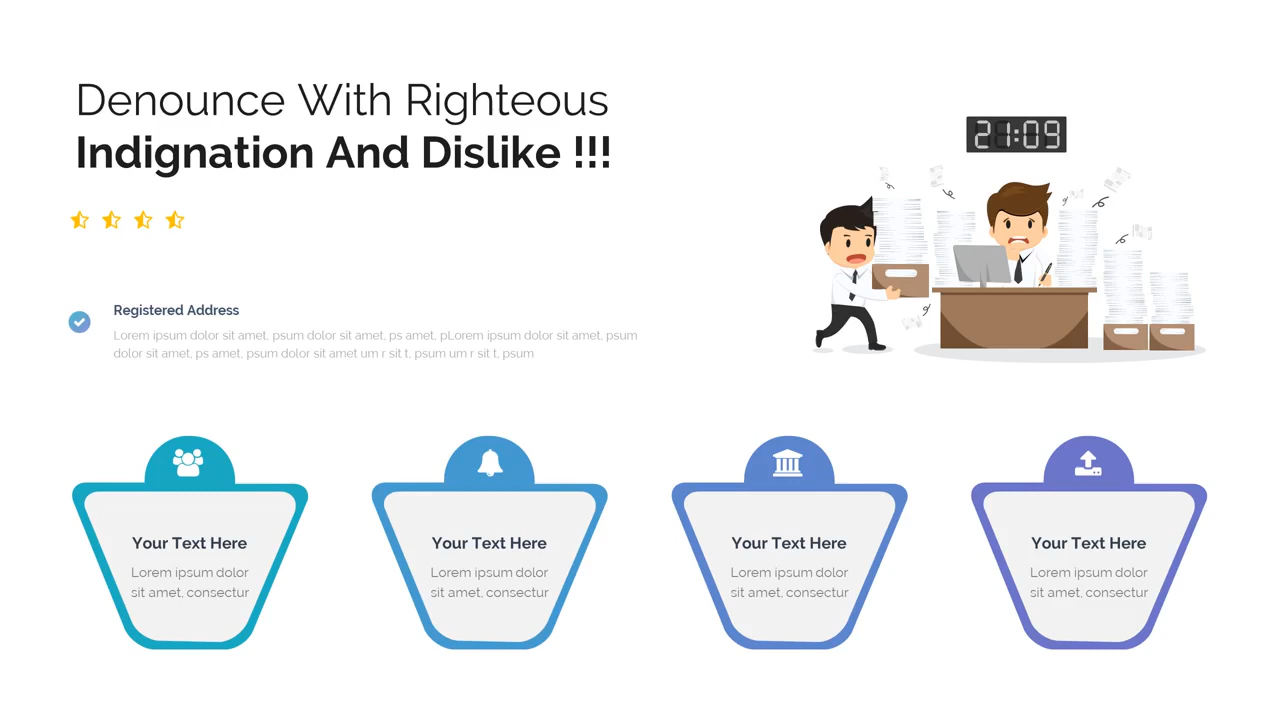 Denounce With Righteous
Indignation And Dislike !!!
21:09
Registered Address
Lorem ipsum dolor sit amet, psum dolor sit amet, ps amet, pLorem ipsum dolor sit amet, psum
dolor sit amet, ps amet, psum dolor sit amet um r sit t, psum um r sit t, psum
Your Text Here
Lorem ipsum dolor
sit amet, consectur
Your Text Here
Lorem ipsum dolor
sit amet, consectur
Your Text Here
Lorem ipsum dolor
sit amet, consectur
Your Text Here
Lorem ipsum dolor
sit amet, consectur